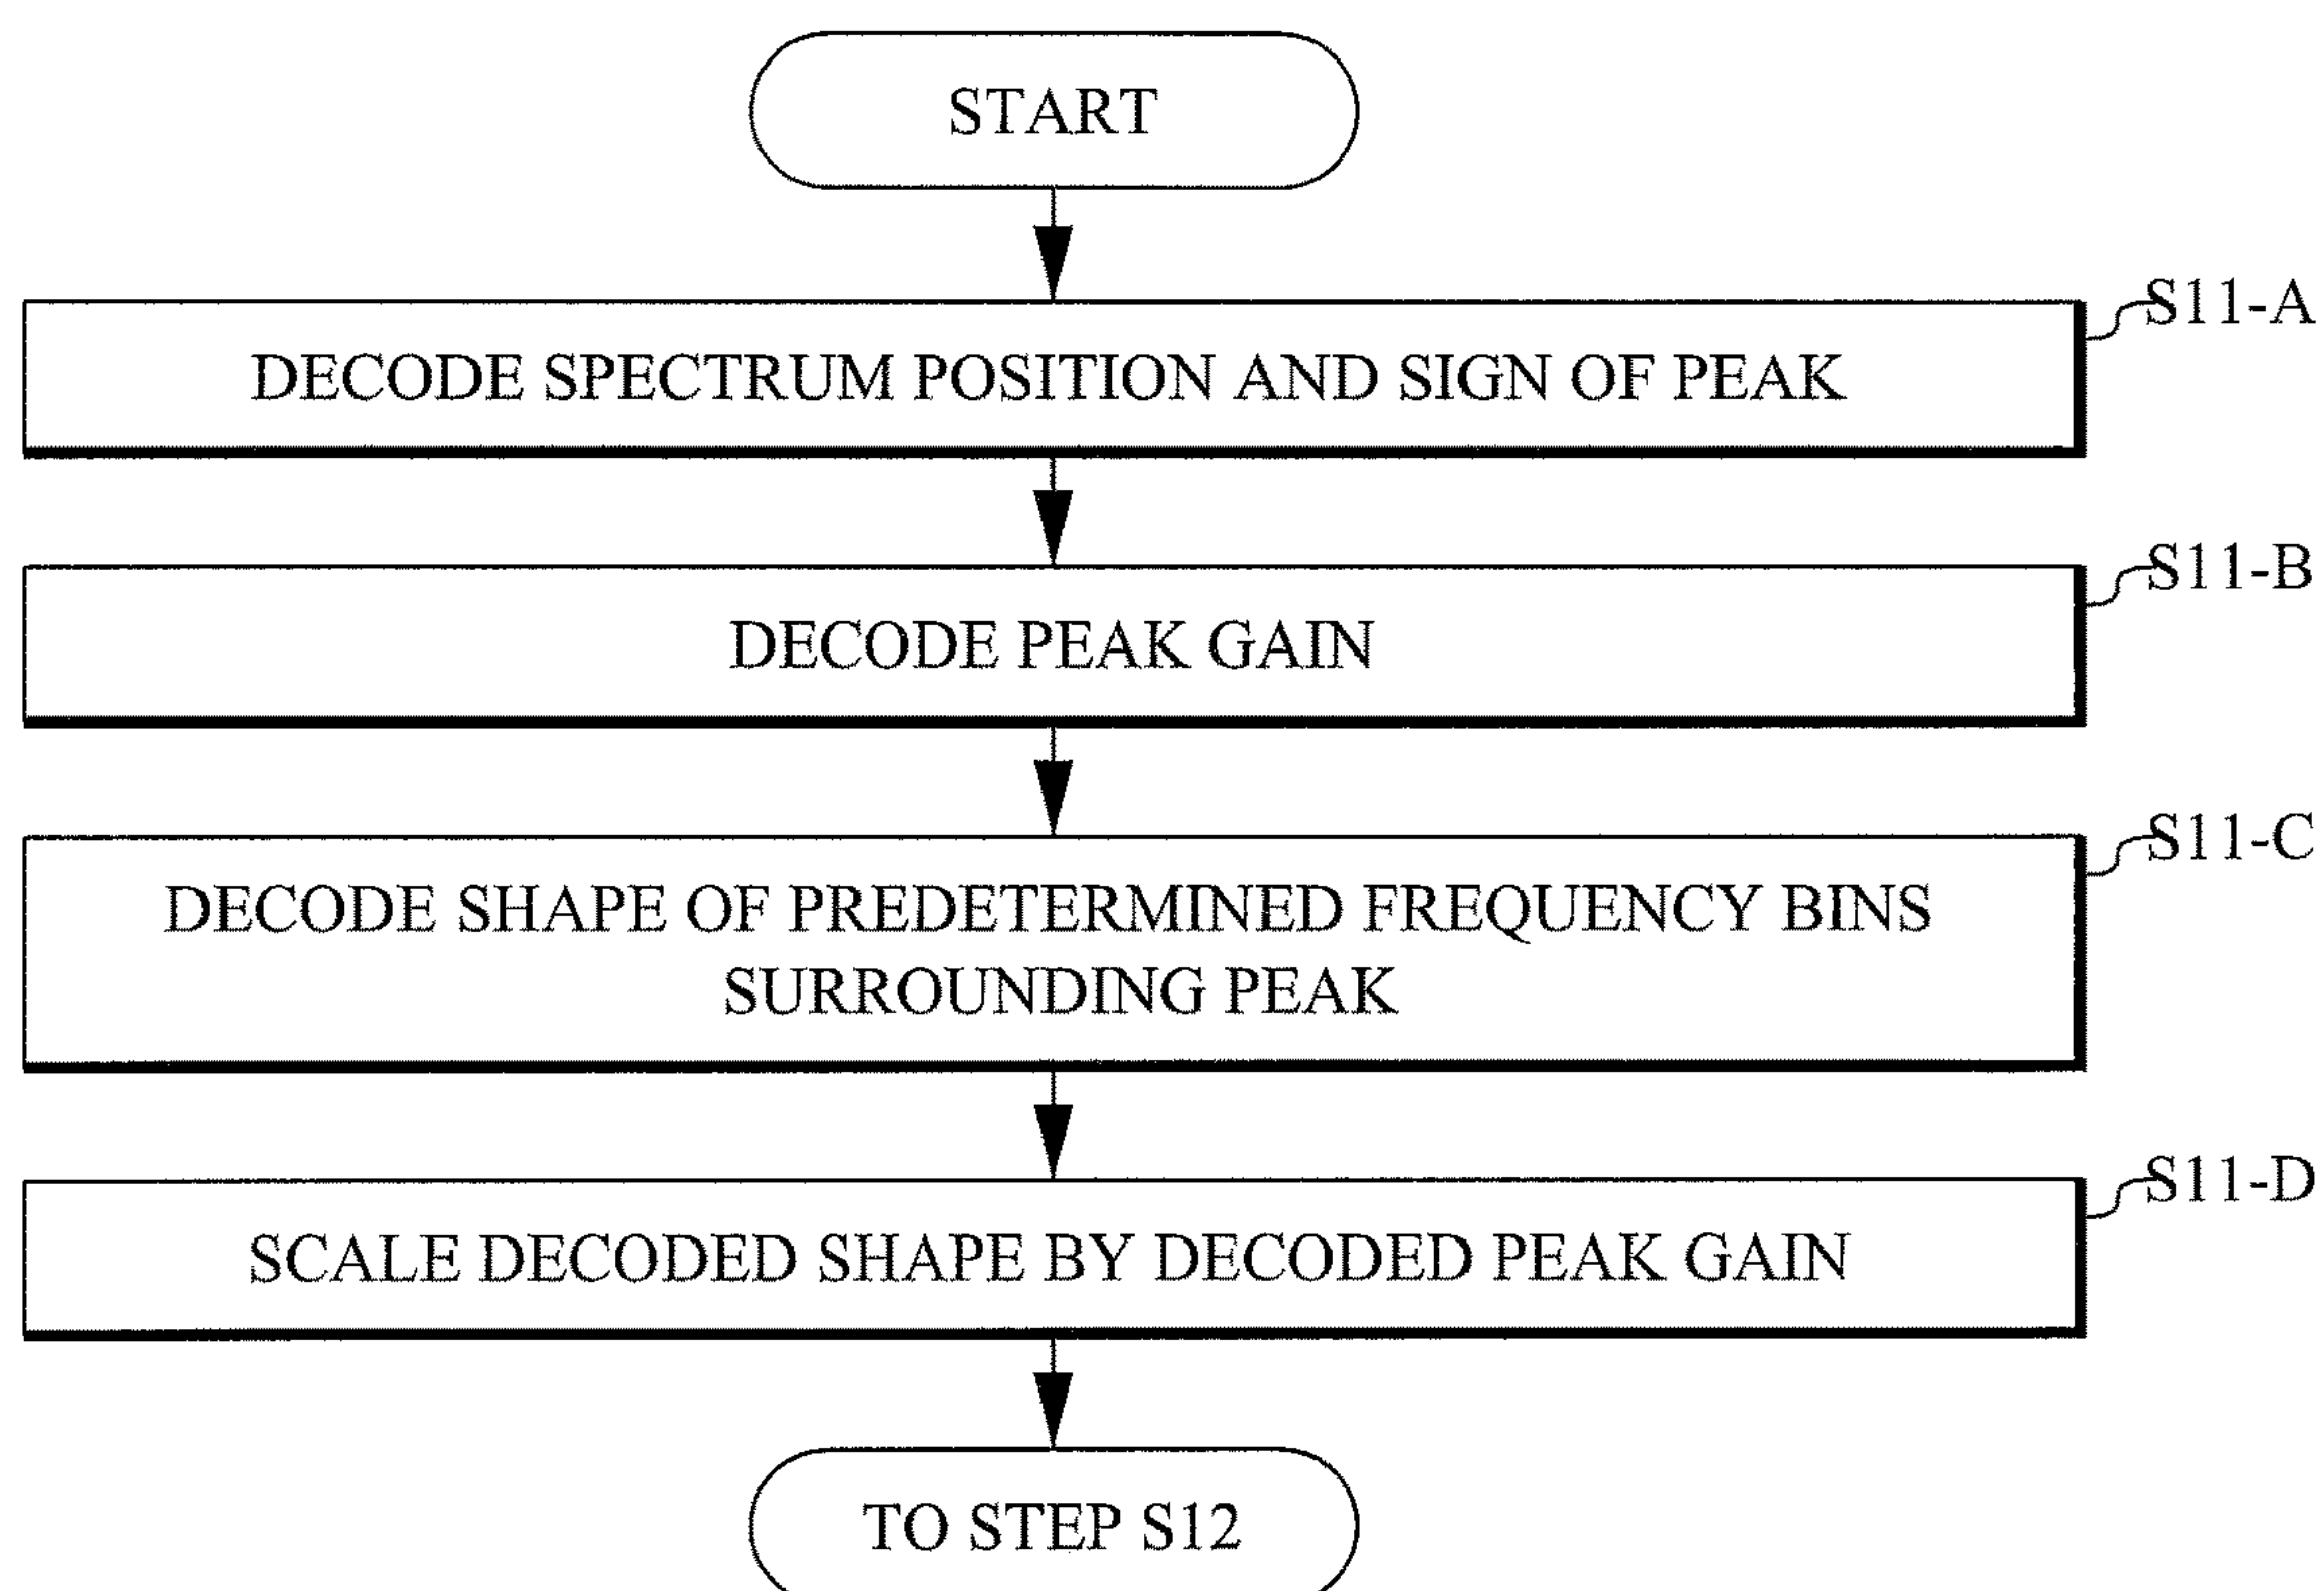 START
S11-A
DECODE SPECTRUM POSITION AND SIGN OF PEAK
S11-B
DECODE PEAK GAIN
S11-C
DECODE SHAPE OF PREDETERMINED FREQUENCY BINS
SURROUNDING PEAK
S11-D
SCALE DECODED SHAPE BY DECODED PEAK GAIN
TO STEP S12